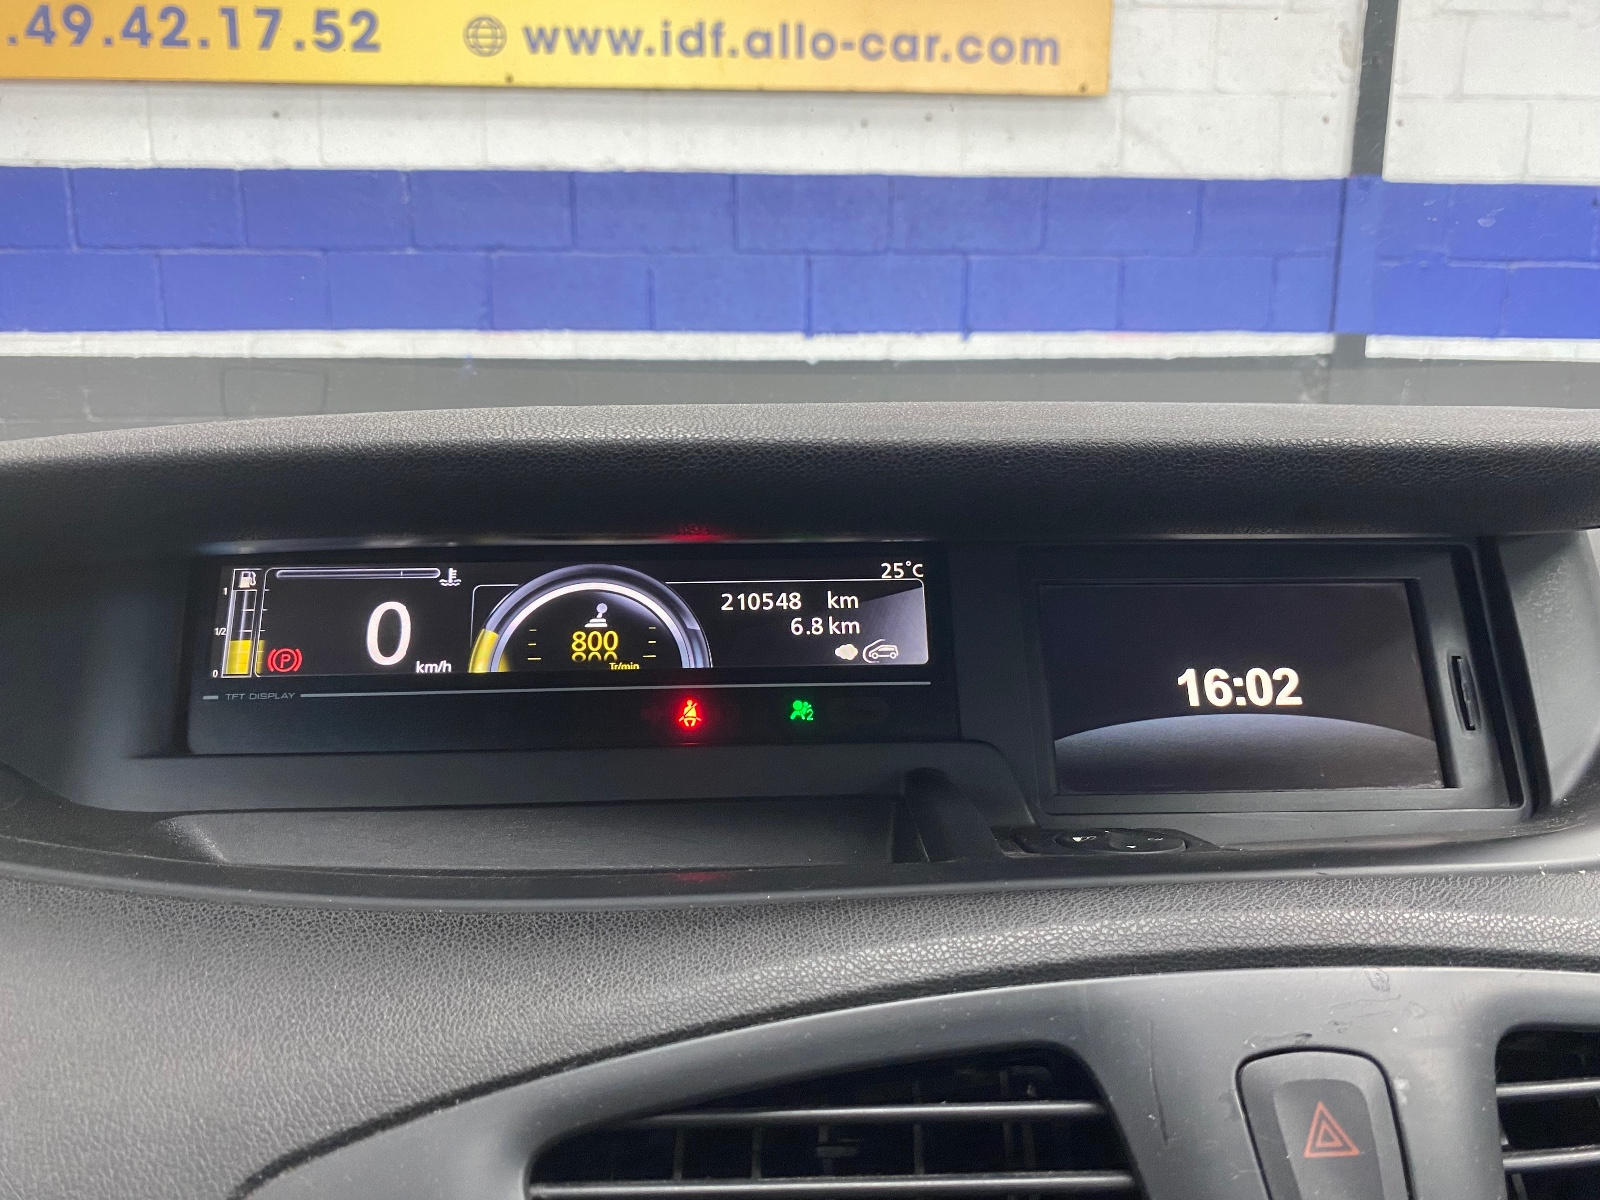 .49.42.17.52 www.idf.allo-car.com
25°C
1
1/2
0
P
0
km/h
800
Tr/min
210548 km
6.8 km
TFT DISPLAY
2
16:02